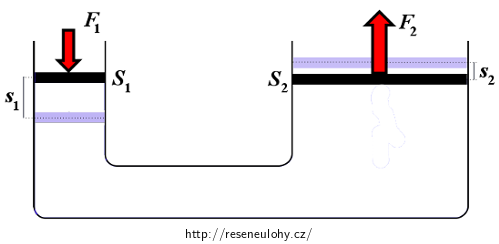 F1 F2
S1 S2
s1 s2
http://reseneulohy.cz/